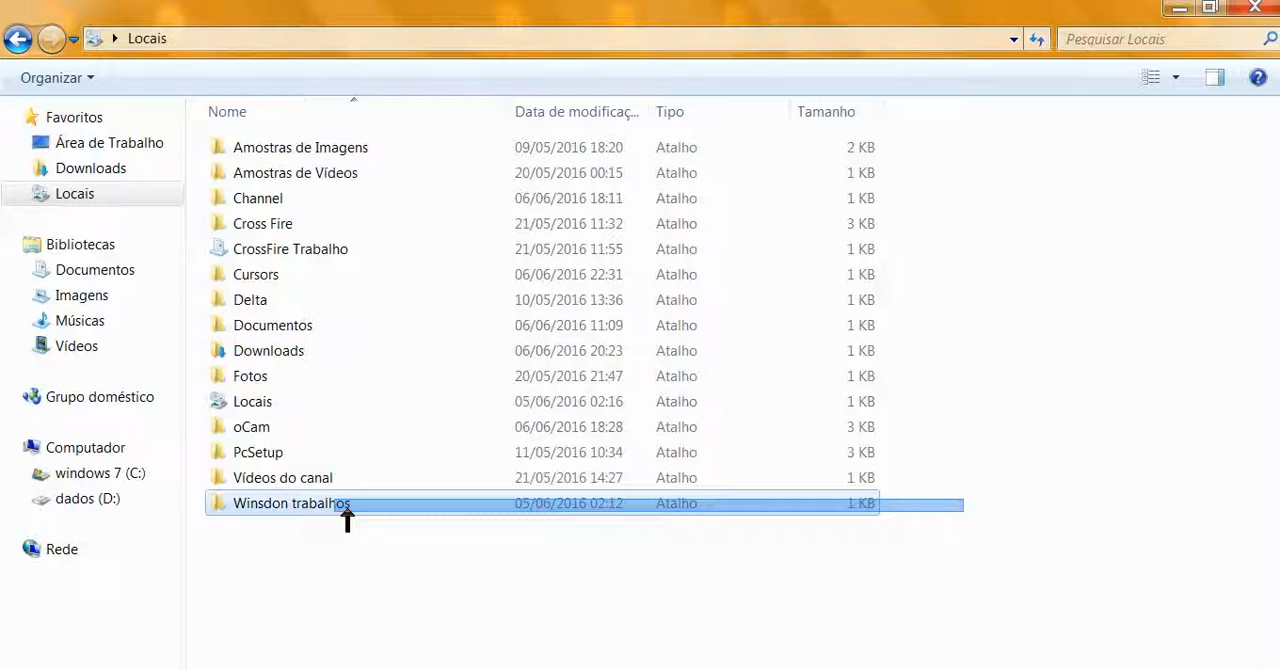 Locais
Pesquisar Locais
Organizar
Favoritos
Área de Trabalho
Downloads
Locais
Bibliotecas
Documentos
Imagens
Músicas
Vídeos
Grupo doméstico
Computador
windows 7 (C:)
dados (D:)
Rede
Nome Data de modificaç... Tipo Tamanho
Amostras de Imagens 09/05/2016 18:20 Atalho 2 KB
Amostras de Vídeos 20/05/2016 00:15 Atalho 1 KB
Channel 06/06/2016 18:11 Atalho 1 KB
Cross Fire 21/05/2016 11:32 Atalho 3 KB
CrossFire Trabalho 21/05/2016 11:55 Atalho 1 KB
Cursors 06/06/2016 22:31 Atalho 1 KB
Delta 10/05/2016 13:36 Atalho 1 KB
Documentos 06/06/2016 11:09 Atalho 1 KB
Downloads 06/06/2016 20:23 Atalho 1 KB
Fotos 20/05/2016 21:47 Atalho 1 KB
Locais 05/06/2016 02:16 Atalho 1 KB
oCam 06/06/2016 18:28 Atalho 3 KB
PcSetup 11/05/2016 10:34 Atalho 3 KB
Vídeos do canal 21/05/2016 14:27 Atalho 1 KB
Winsdon trabalhos 05/06/2016 02:12 Atalho 1 KB